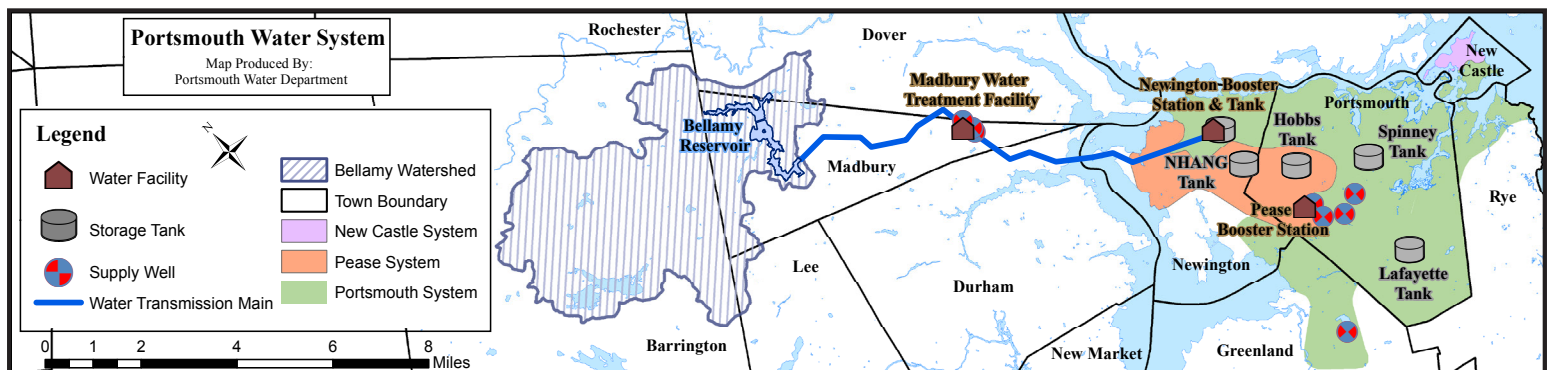 Portsmouth Water System
Map Produced By:
Portsmouth Water Department
Legend
N
Water Facility
Storage Tank
Supply Well
Water Transmission Main
Bellamy Watershed
Town Boundary
New Castle System
Pease System
Portsmouth System
0 1 2 4 6 8
Miles
Rochester
Dover
Bellamy
Reservoir
Madbury Water
Treatment Facility
Madbury
Lee
Durham
Barrington
New Market
Newington Booster
Station & Tank
NHANG
Tank
Hobbs
Tank
Portsmouth
Spinney
Tank
New
Castle
Rye
Pease
Booster Station
Newington
Lafayette
Tank
Greenland